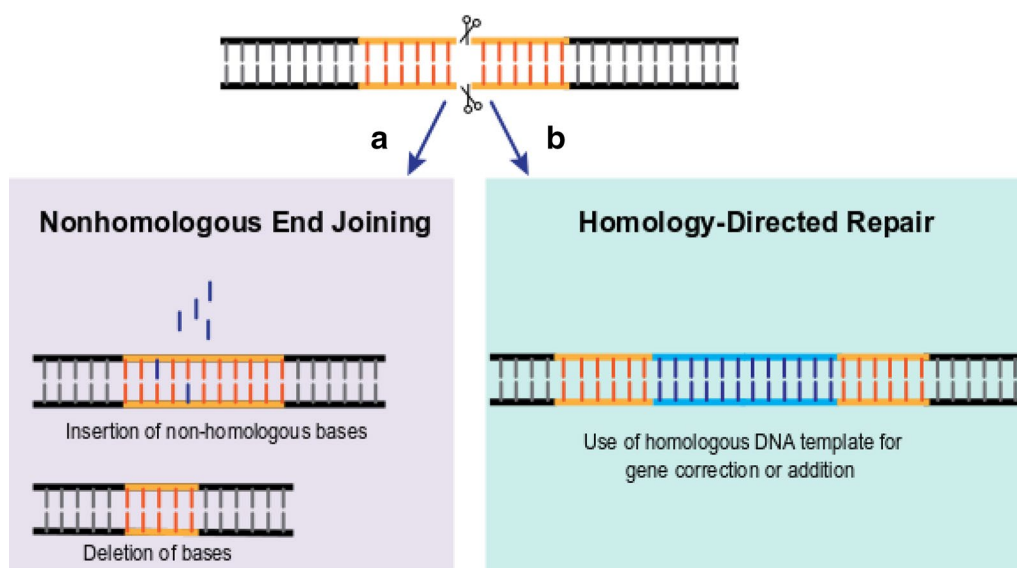 a
b
Nonhomologous End Joining
Homology-Directed Repair
Insertion of non-homologous bases
Use of homologous DNA template for
gene correction or addition
Deletion of bases